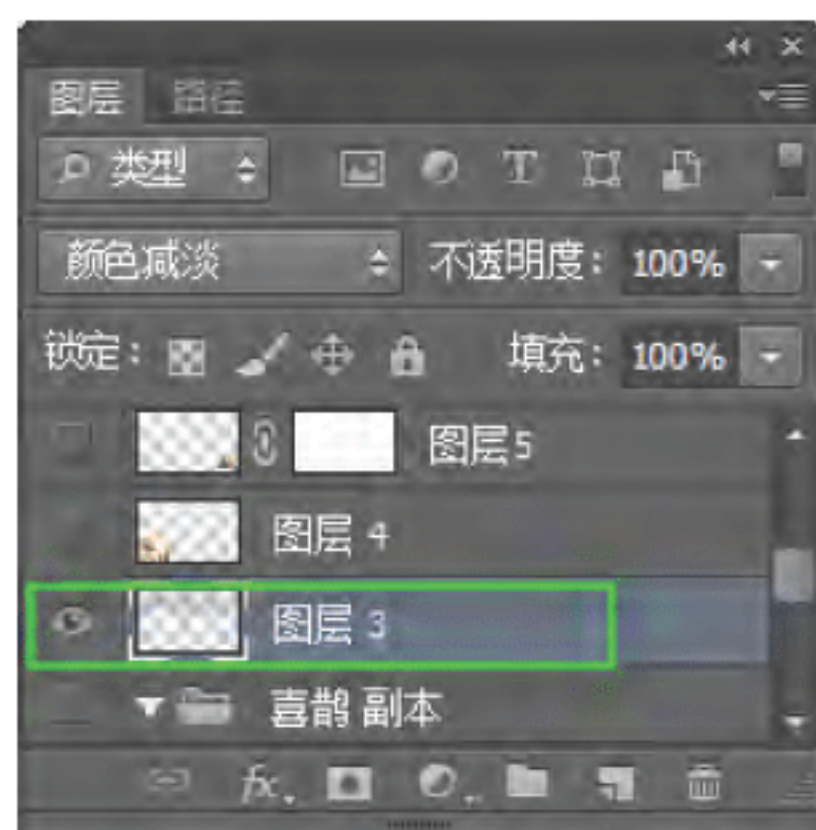 图层 路径
类型 T
颜色减淡 不透明度: 100%
锁定: 填充: 100%
图层5
图层 4
图层 3
喜鹊 副本
fx.